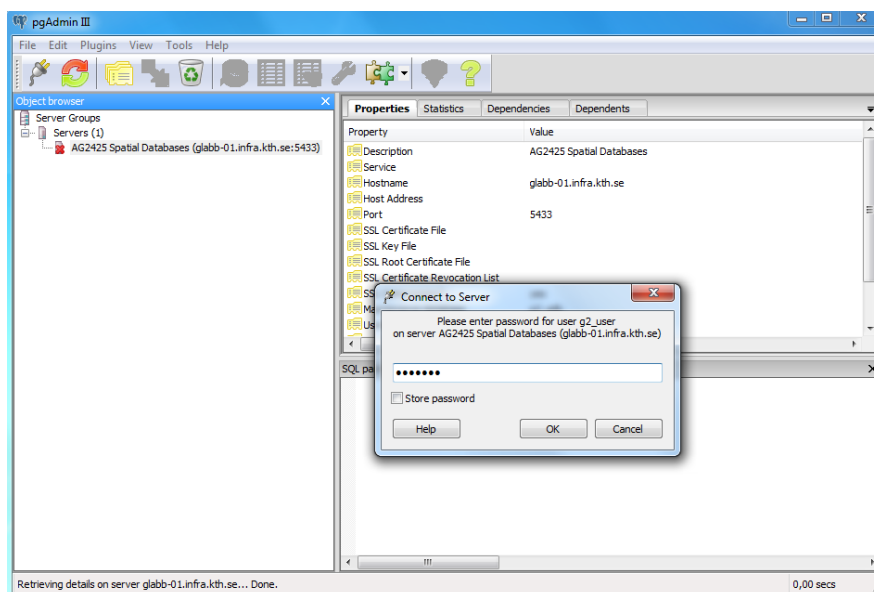 pgAdmin III
File Edit Plugins View Tools Help
Object browser
Server Groups
Servers (1)
AG2425 Spatial Databases (glabb-01.infra.kth.se:5433)
Properties Statistics Dependencies Dependents
Property Value
Description AG2425 Spatial Databases
Service
Hostname glabb-01.infra.kth.se
Host Address
Port 5433
SSL Certificate File
SSL Key File
SSL Root Certificate File
SSL Certificate Revocation List
SS
Ma
Us
Connect to Server
Please enter password for user g2_user
on server AG2425 Spatial Databases (glabb-01.infra.kth.se)
•••••••
Store password
Help OK Cancel
SQL pa
Retrieving details on server glabb-01.infra.kth.se... Done. 0,00 secs